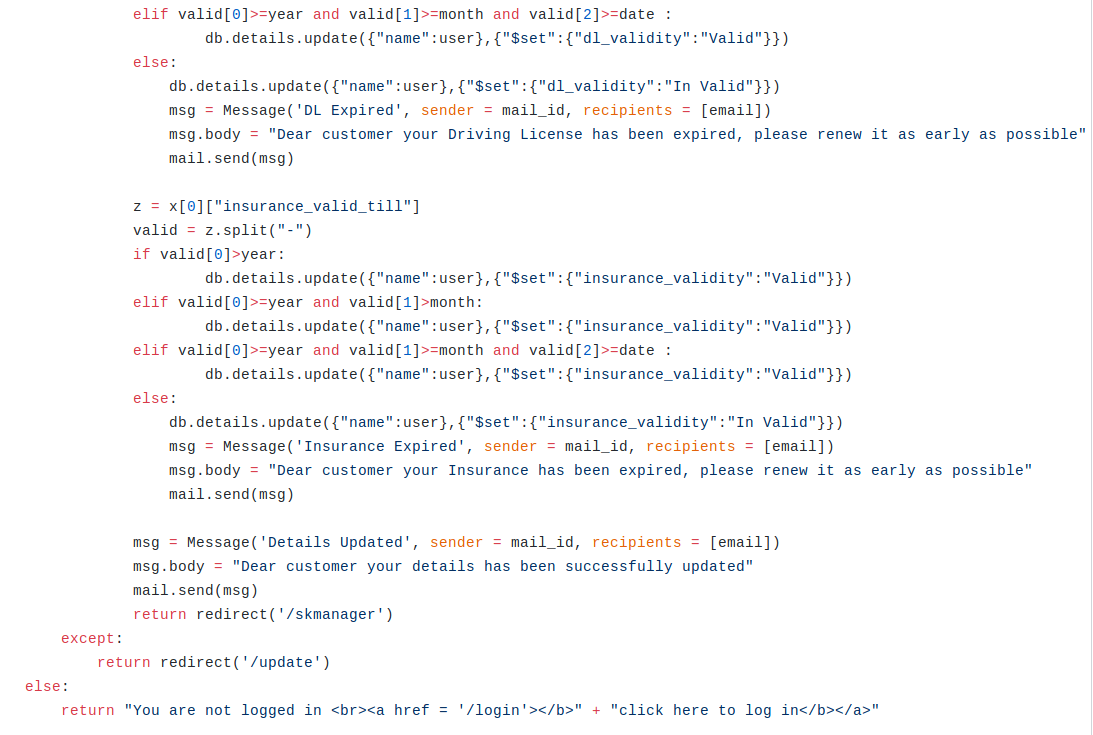 elif valid[0]>=year and valid[1]>=month and valid[2]>=date :
db.details.update({"name":user},{"$set":{"dl_validity":"Valid"}})
else:
db.details.update({"name":user},{"$set":{"dl_validity":"In Valid"}})
msg = Message('DL Expired', sender = mail_id, recipients = [email])
msg.body = "Dear customer your Driving License has been expired, please renew it as early as possible"
mail.send(msg)
z = x[0]["insurance_valid_till"]
valid = z.split("-")
if valid[0]>year:
db.details.update({"name":user},{"$set":{"insurance_validity":"Valid"}})
elif valid[0]>=year and valid[1]>month:
db.details.update({"name":user},{"$set":{"insurance_validity":"Valid"}})
elif valid[0]>=year and valid[1]>=month and valid[2]>=date :
db.details.update({"name":user},{"$set":{"insurance_validity":"Valid"}})
else:
db.details.update({"name":user},{"$set":{"insurance_validity":"In Valid"}})
msg = Message('Insurance Expired', sender = mail_id, recipients = [email])
msg.body = "Dear customer your Insurance has been expired, please renew it as early as possible"
mail.send(msg)
msg = Message('Details Updated', sender = mail_id, recipients = [email])
msg.body = "Dear customer your details has been successfully updated"
mail.send(msg)
return redirect('/skmanager')
except:
return redirect('/update')
else:
return "You are not logged in <br><a href = '/login'></b>" + "click here to log in</b></a>"